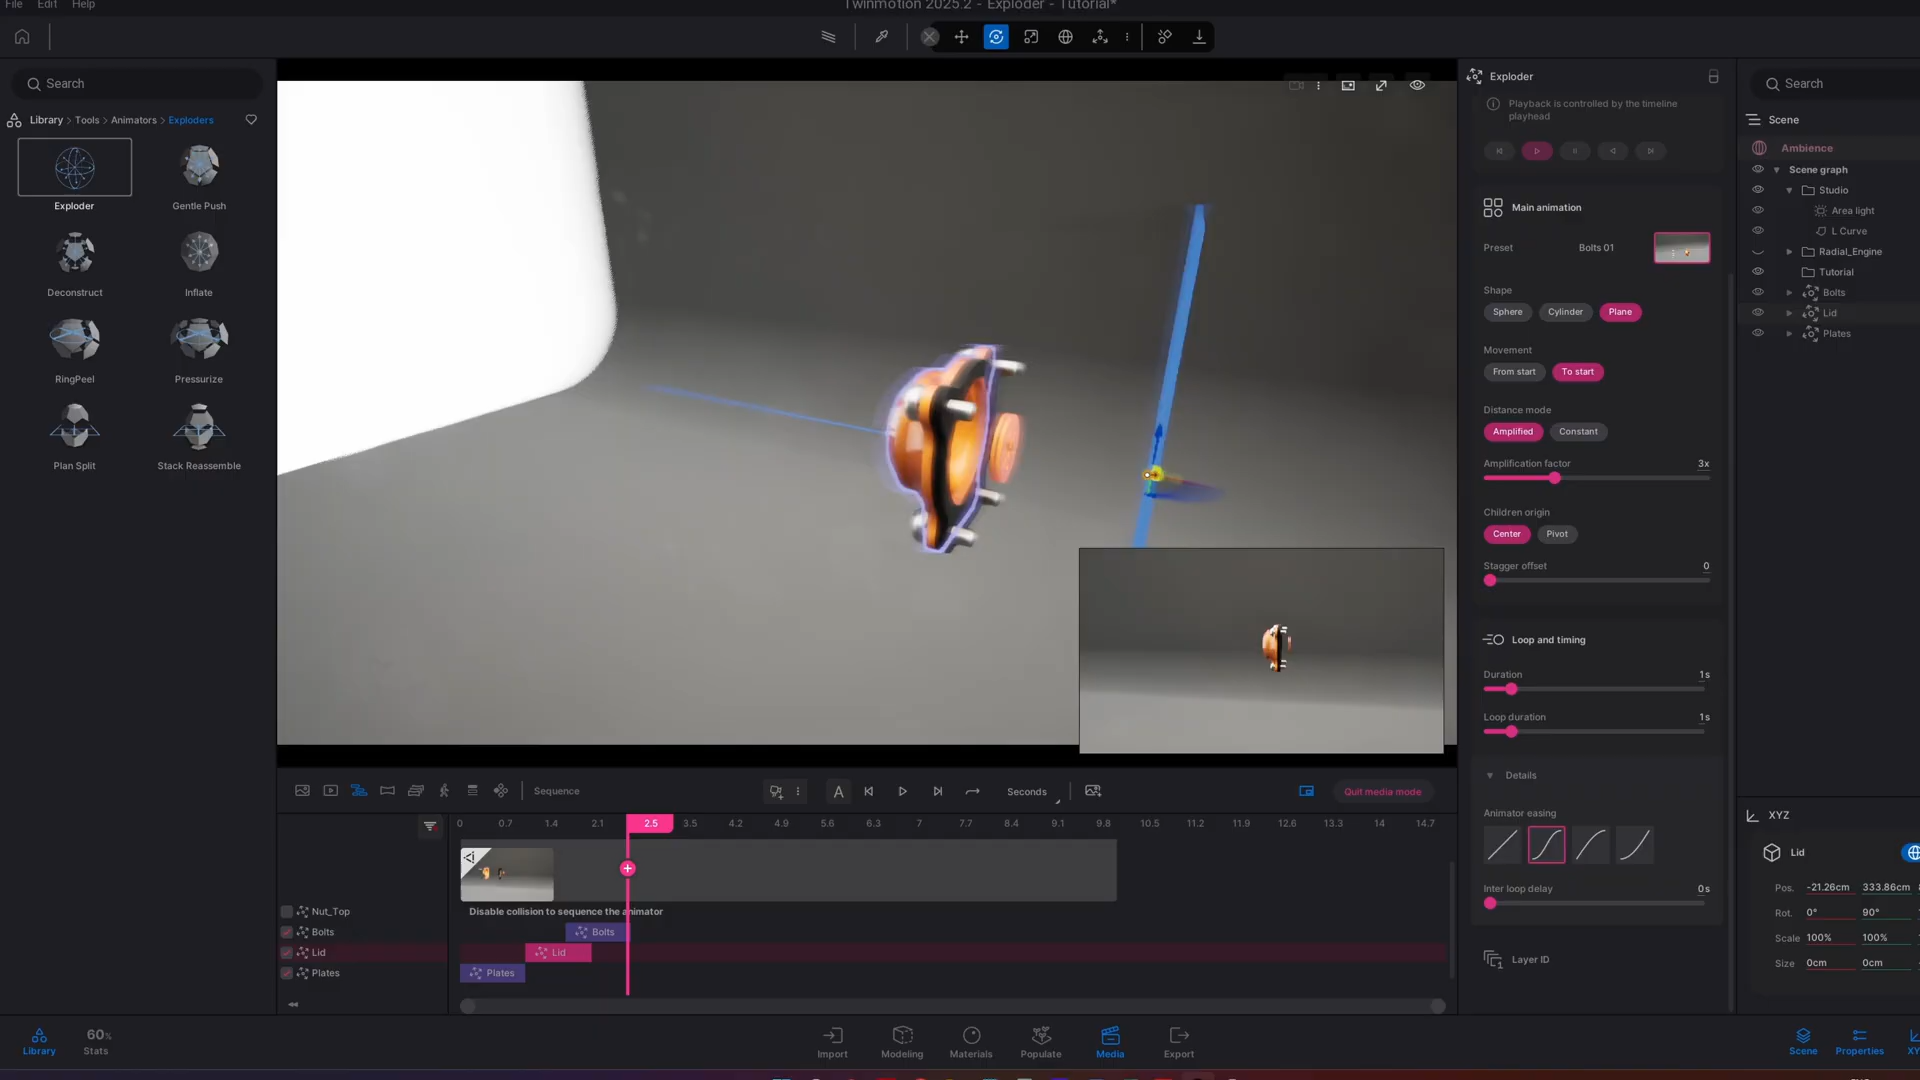 File Edit Help
Twinmotion 2025.2 - Exploder - Tutorial*
Search
Library > Tools > Animators > Exploders
Exploder
Gentle Push
Deconstruct
Inflate
RingPeel
Pressurize
Plan Split
Stack Reassemble
Exploder
Playback is controlled by the timeline
playhead
Main animation
Preset Bolts 01
Shape
Sphere Cylinder Plane
Movement
From start To start
Distance mode
Amplified Constant
Amplification factor 3x
Children origin
Center Pivot
Stagger offset 0
Loop and timing
Duration 1s
Loop duration 1s
Details
Animator easing
Inter loop delay 0s
Layer ID
Search
Scene
Ambience
Scene graph
Studio
Area light
L Curve
Radial_Engine
Tutorial
Bolts
Lid
Plates
XYZ
Lid
Pos. -21.26cm 333.86cm
Rot. 0° 90°
Scale 100% 100%
Size 0cm 0cm
Sequence
A
Seconds
Quit media mode
0 0.7 1.4 2.1 2.5 3.5 4.2 4.9 5.6 6.3 7 7.7 8.4 9.1 9.8 10.5 11.2 11.9 12.6 13.3 14 14.7
Nut_Top
Disable collision to sequence the animator
Bolts Bolts
Lid Lid
Plates Plates
Library
60%
Stats
Import
Modeling
Materials
Populate
Media
Export
Scene
Properties